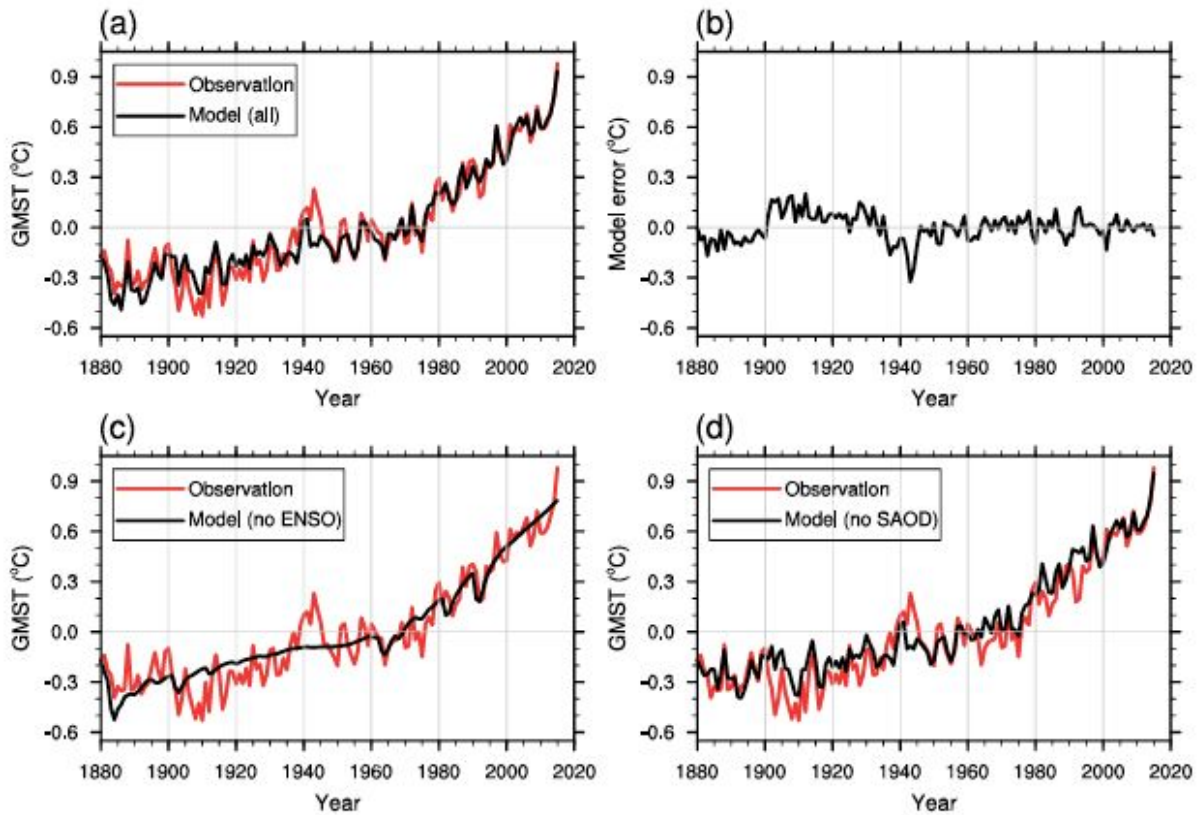 (a)
Observation
Model (all)
GMST (°C)
0.9
0.6
0.3
0.0
-0.3
-0.6
1880 1900 1920 1940 1960 1980 2000 2020
Year
(b)
Model error (°C)
0.9
0.6
0.3
0.0
-0.3
-0.6
1880 1900 1920 1940 1960 1980 2000 2020
Year
(c)
Observation
Model (no ENSO)
GMST (°C)
0.9
0.6
0.3
0.0
-0.3
-0.6
1880 1900 1920 1940 1960 1980 2000 2020
Year
(d)
Observation
Model (no SAOD)
GMST (°C)
0.9
0.6
0.3
0.0
-0.3
-0.6
1880 1900 1920 1940 1960 1980 2000 2020
Year